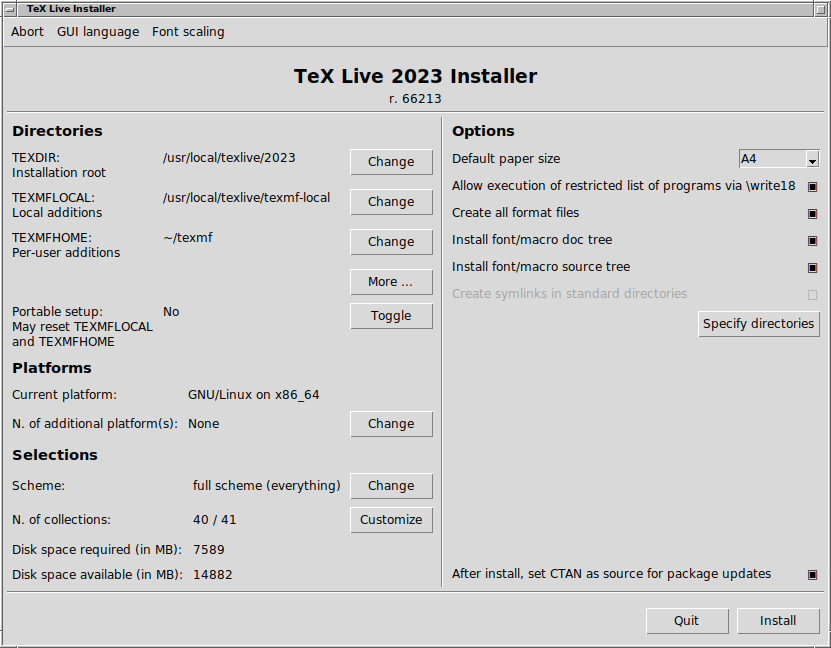 TeX Live Installer
Abort GUI language Font scaling
TeX Live 2023 Installer
r. 66213
Directories
TEXDIR: /usr/local/texlive/2023 Change
Installation root
TEXMFLOCAL: /usr/local/texlive/texmf-local Change
Local additions
TEXMFHOME: ~/texmf Change
Per-user additions
More ...
Portable setup: No Toggle
May reset TEXMFLOCAL
and TEXMFHOME
Platforms
Current platform: GNU/Linux on x86_64
N. of additional platform(s): None Change
Selections
Scheme: full scheme (everything) Change
N. of collections: 40 / 41 Customize
Disk space required (in MB): 7589
Disk space available (in MB): 14882
Options
Default paper size A4
Allow execution of restricted list of programs via \write18
Create all format files
Install font/macro doc tree
Install font/macro source tree
Create symlinks in standard directories
Specify directories
After install, set CTAN as source for package updates
Quit Install